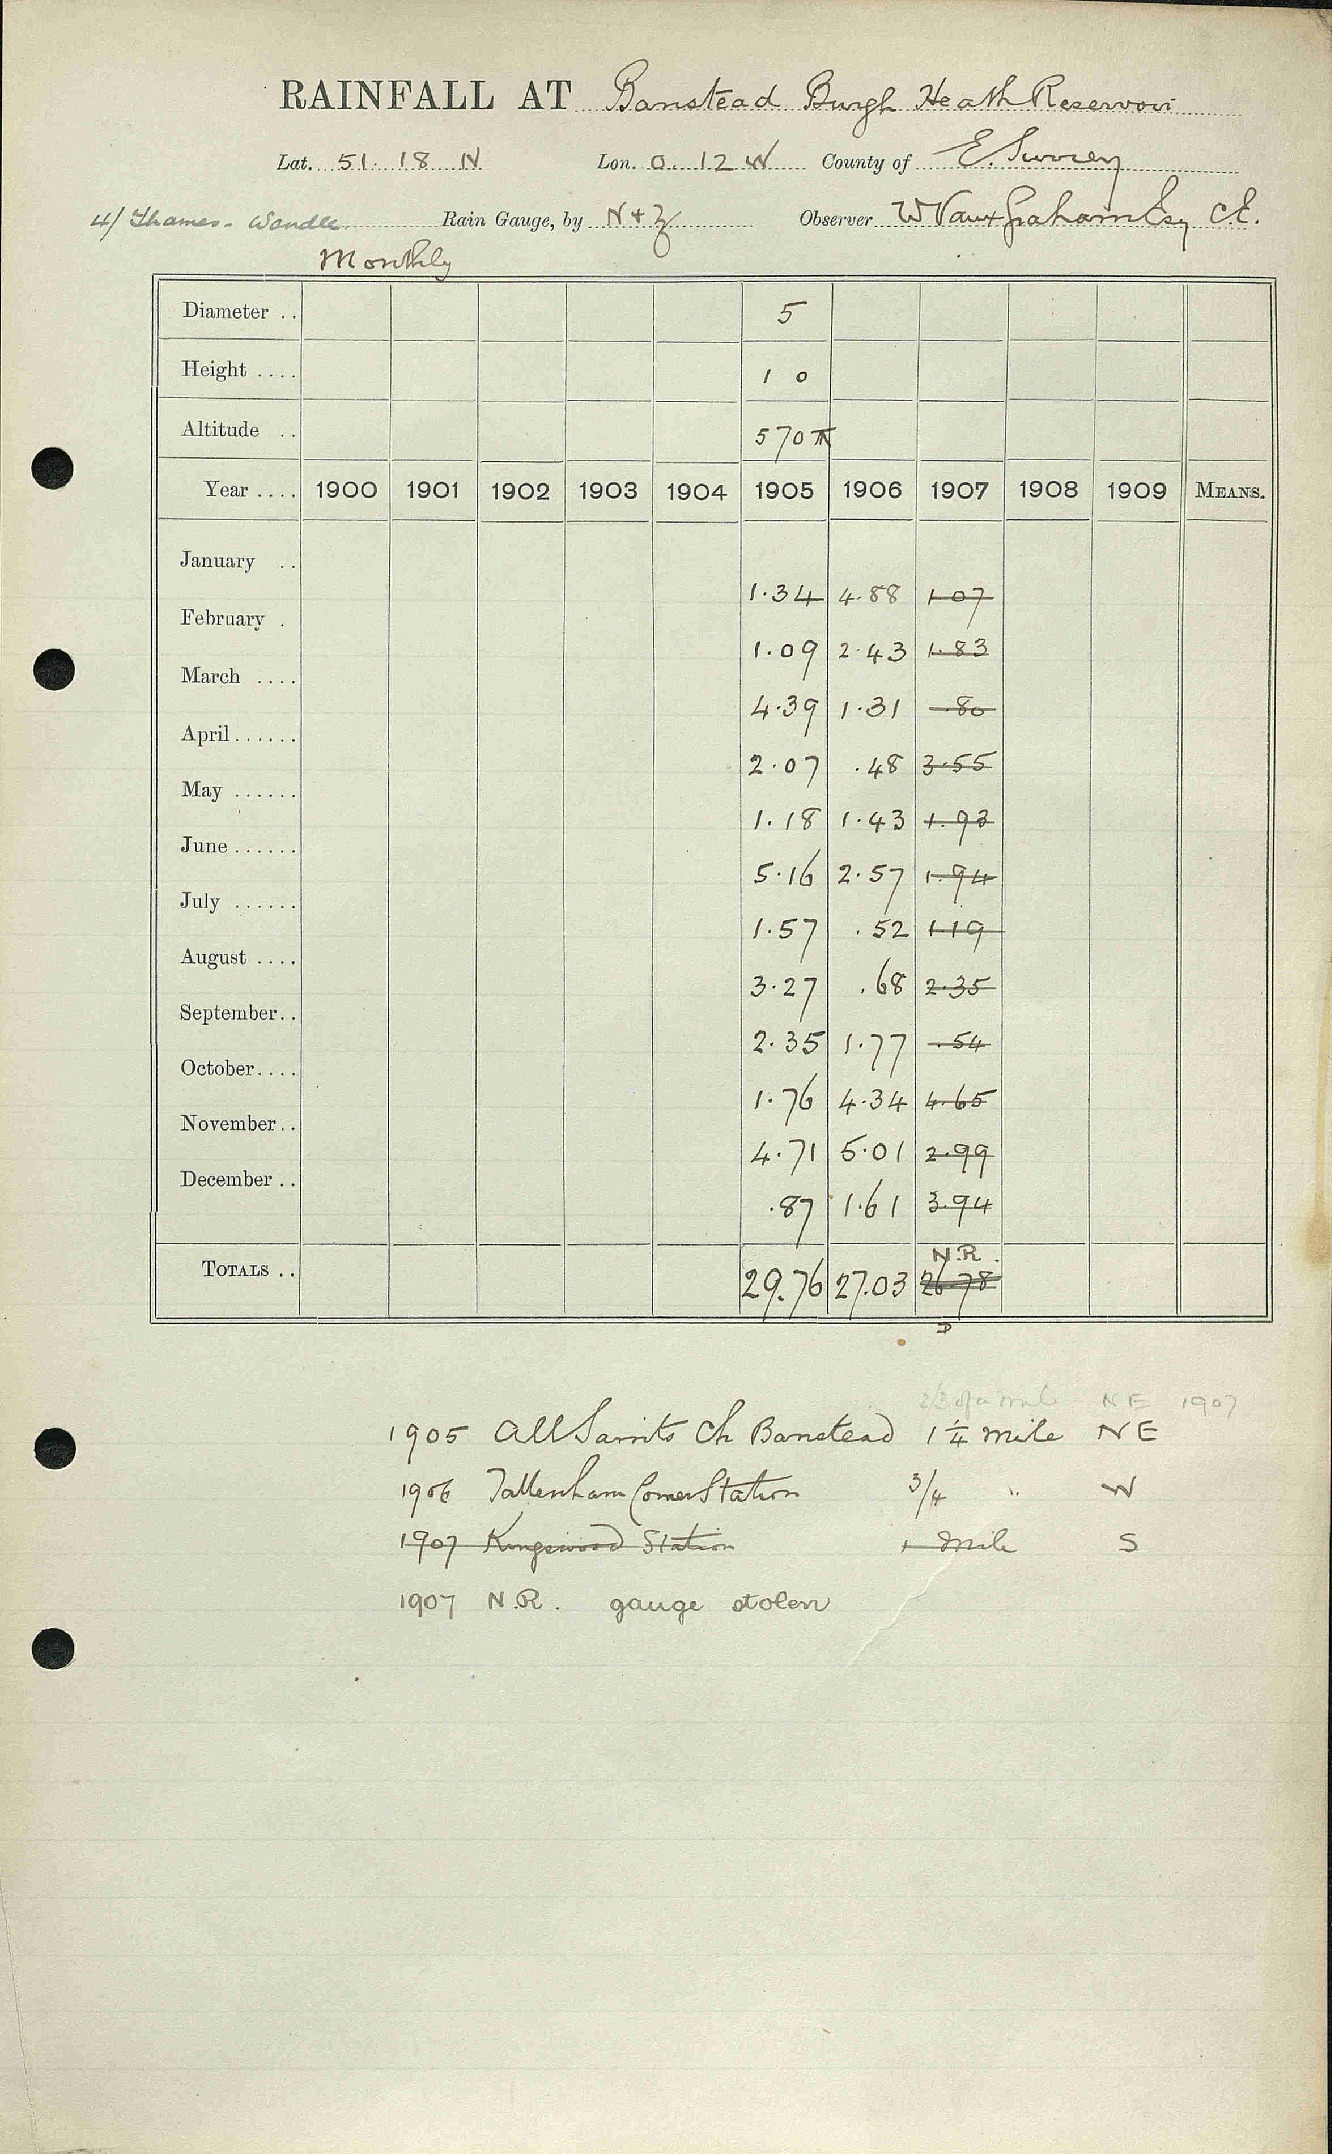 RAINFALL AT Banstead Burgh Heath Reservoir
Lat. 51. 18 N Lon. 0. 12 W County of E. Surrey
4/ Thames - Wandle Rain Gauge, by N + Z Observer W Vaux Graham Esq C.E.
Monthly
Diameter .. 5
Height .... 1 0
Altitude .. 570
Year .... 1900 1901 1902 1903 1904 1905 1906 1907 1908 1909 MEANS.
January .. 1.34 4.88 1.07
February . 1.09 2.43 1.83
March .... 4.39 1.31 .80
April...... 2.07 .48 3.55
May ...... 1.18 1.43 1.93
June ...... 5.16 2.57 1.94
July ...... 1.57 .52 1.19
August .... 3.27 .68 2.35
September.. 2.35 1.77 .54
October.... 1.76 4.34 4.65
November.. 4.71 5.01 2.99
December .. .87 1.61 3.94
N.R.
TOTALS .. 29.76 27.03 26.78
2/3 of a mile NE 1907
1905 All Saints Ch Banstead 1 1/4 mile NE
1906 Tattenham Corner Station 3/4 " W
1907 Kingswood Station 1 Mile S
1907 N.R. gauge stolen